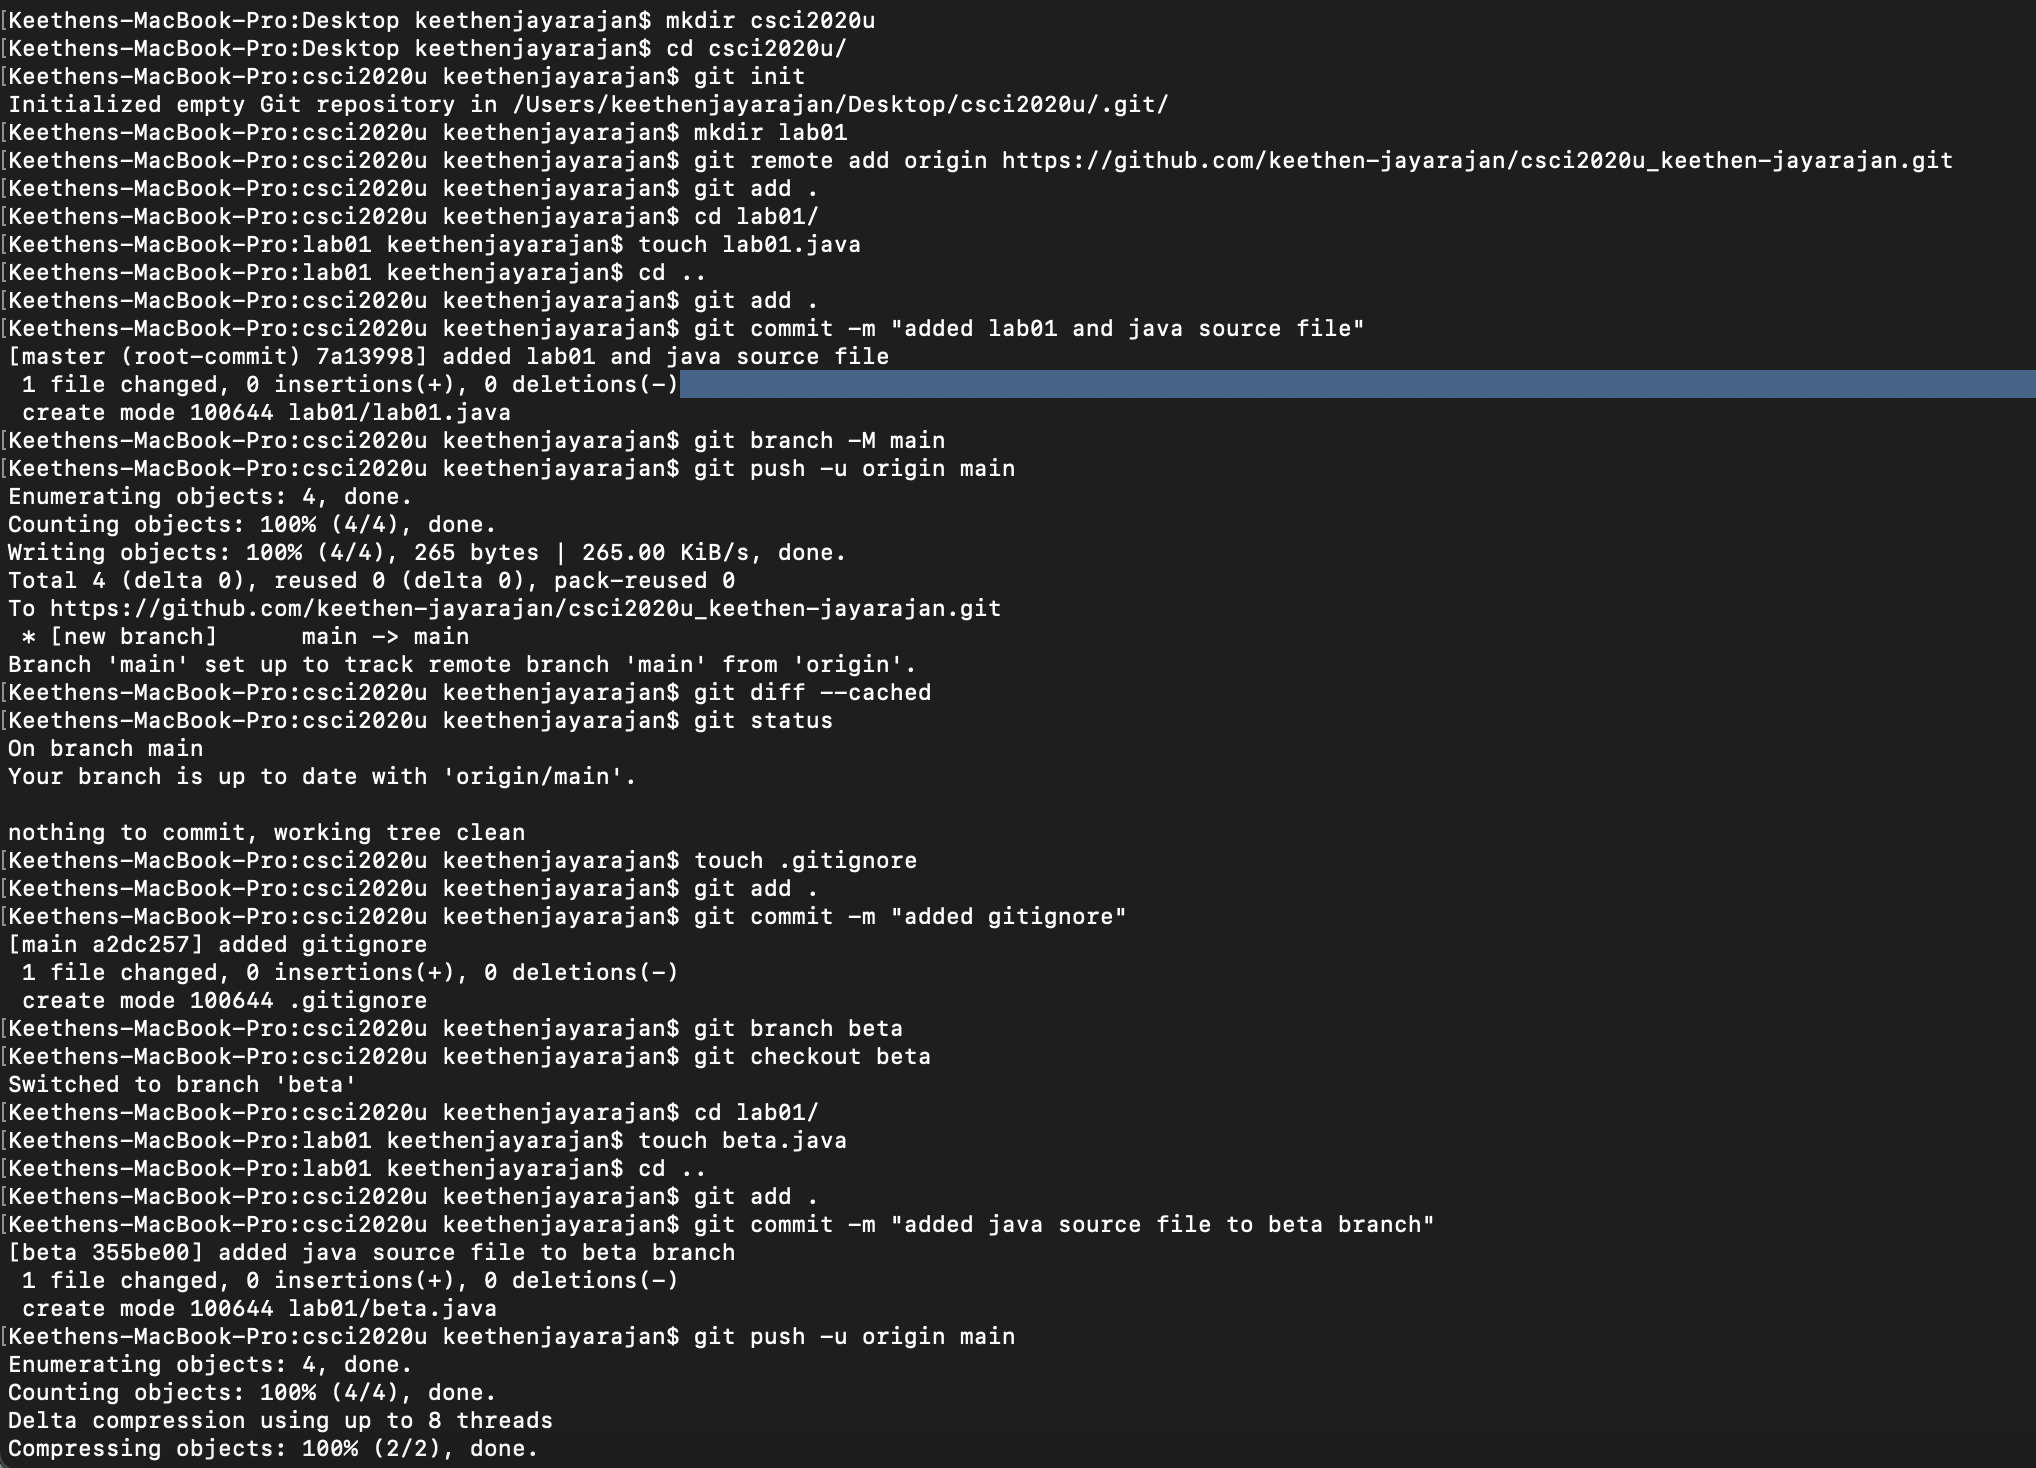 [Keethens-MacBook-Pro:Desktop keethenjayarajan$ mkdir csci2020u
[Keethens-MacBook-Pro:Desktop keethenjayarajan$ cd csci2020u/
[Keethens-MacBook-Pro:csci2020u keethenjayarajan$ git init
Initialized empty Git repository in /Users/keethenjayarajan/Desktop/csci2020u/.git/
[Keethens-MacBook-Pro:csci2020u keethenjayarajan$ mkdir lab01
[Keethens-MacBook-Pro:csci2020u keethenjayarajan$ git remote add origin https://github.com/keethen-jayarajan/csci2020u_keethen-jayarajan.git
[Keethens-MacBook-Pro:csci2020u keethenjayarajan$ git add .
[Keethens-MacBook-Pro:csci2020u keethenjayarajan$ cd lab01/
[Keethens-MacBook-Pro:lab01 keethenjayarajan$ touch lab01.java
[Keethens-MacBook-Pro:lab01 keethenjayarajan$ cd ..
[Keethens-MacBook-Pro:csci2020u keethenjayarajan$ git add .
[Keethens-MacBook-Pro:csci2020u keethenjayarajan$ git commit -m "added lab01 and java source file"
[master (root-commit) 7a13998] added lab01 and java source file
 1 file changed, 0 insertions(+), 0 deletions(-)
 create mode 100644 lab01/lab01.java
[Keethens-MacBook-Pro:csci2020u keethenjayarajan$ git branch -M main
[Keethens-MacBook-Pro:csci2020u keethenjayarajan$ git push -u origin main
Enumerating objects: 4, done.
Counting objects: 100% (4/4), done.
Writing objects: 100% (4/4), 265 bytes | 265.00 KiB/s, done.
Total 4 (delta 0), reused 0 (delta 0), pack-reused 0
To https://github.com/keethen-jayarajan/csci2020u_keethen-jayarajan.git
 * [new branch]      main -> main
Branch 'main' set up to track remote branch 'main' from 'origin'.
[Keethens-MacBook-Pro:csci2020u keethenjayarajan$ git diff --cached
[Keethens-MacBook-Pro:csci2020u keethenjayarajan$ git status
On branch main
Your branch is up to date with 'origin/main'.

nothing to commit, working tree clean
[Keethens-MacBook-Pro:csci2020u keethenjayarajan$ touch .gitignore
[Keethens-MacBook-Pro:csci2020u keethenjayarajan$ git add .
[Keethens-MacBook-Pro:csci2020u keethenjayarajan$ git commit -m "added gitignore"
[main a2dc257] added gitignore
 1 file changed, 0 insertions(+), 0 deletions(-)
 create mode 100644 .gitignore
[Keethens-MacBook-Pro:csci2020u keethenjayarajan$ git branch beta
[Keethens-MacBook-Pro:csci2020u keethenjayarajan$ git checkout beta
Switched to branch 'beta'
[Keethens-MacBook-Pro:csci2020u keethenjayarajan$ cd lab01/
[Keethens-MacBook-Pro:lab01 keethenjayarajan$ touch beta.java
[Keethens-MacBook-Pro:lab01 keethenjayarajan$ cd ..
[Keethens-MacBook-Pro:csci2020u keethenjayarajan$ git add .
[Keethens-MacBook-Pro:csci2020u keethenjayarajan$ git commit -m "added java source file to beta branch"
[beta 355be00] added java source file to beta branch
 1 file changed, 0 insertions(+), 0 deletions(-)
 create mode 100644 lab01/beta.java
[Keethens-MacBook-Pro:csci2020u keethenjayarajan$ git push -u origin main
Enumerating objects: 4, done.
Counting objects: 100% (4/4), done.
Delta compression using up to 8 threads
Compressing objects: 100% (2/2), done.